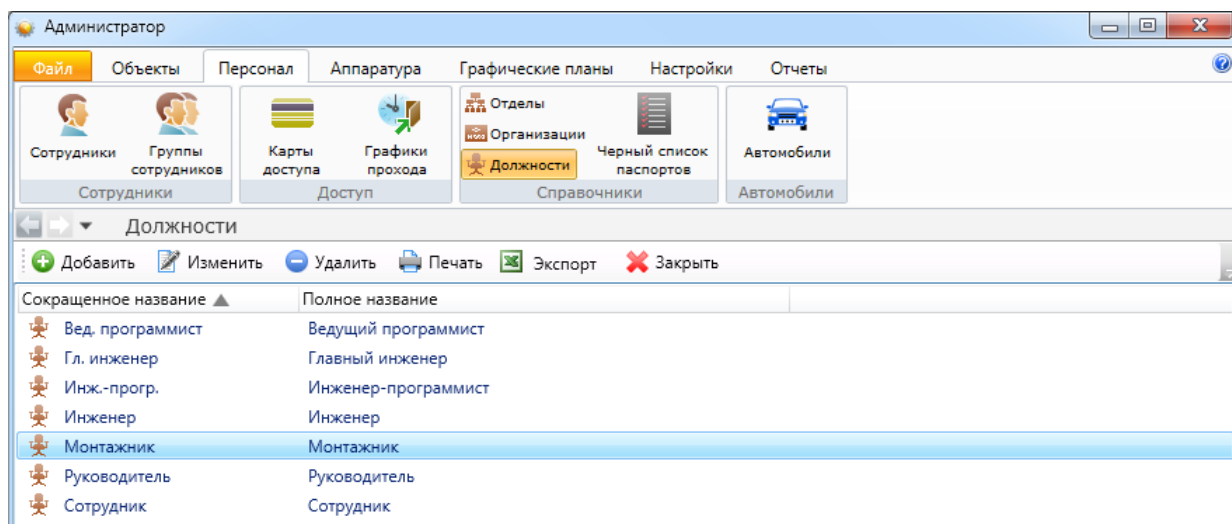 Администратор
Файл Объекты Персонал Аппаратура Графические планы Настройки Отчеты
Сотрудники
Группы
сотрудников
Сотрудники
Карты
доступа
Графики
прохода
Доступ
Отделы
Организации
Должности
Черный список
паспортов
Справочники
Автомобили
Автомобили
Должности
Добавить Изменить Удалить Печать Экспорт Закрыть
Сокращенное название Полное название
Вед. программист Ведущий программист
Гл. инженер Главный инженер
Инж.-прогр. Инженер-программист
Инженер Инженер
Монтажник Монтажник
Руководитель Руководитель
Сотрудник Сотрудник